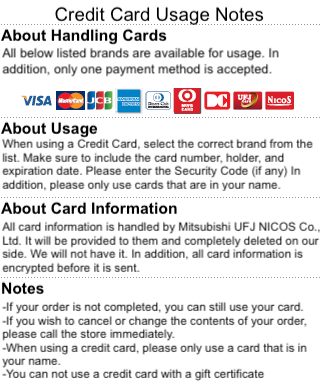 Credit Card Usage Notes
About Handling Cards
All below listed brands are available for usage. In
addition, only one payment method is accepted.
VISA MasterCard JCB AMERICAN EXPRESS Diners Club INTERNATIONAL DC UFJ Card NICOS
About Usage
When using a Credit Card, select the correct brand from the
list. Make sure to include the card number, holder, and
expiration date. Please enter the Security Code (if any) In
addition, please only use cards that are in your name.
About Card Information
All card information is handled by Mitsubishi UFJ NICOS Co.,
Ltd. It will be provided to them and completely deleted on our
side. We will not have it. In addition, all card information is
encrypted before it is sent.
Notes
-If your order is not completed, you can still use your card.
-If you wish to cancel or change the contents of your order,
please call the store immediately.
-When using a credit card, please only use a card that is in
your name.
-You can not use a credit card with a gift certificate